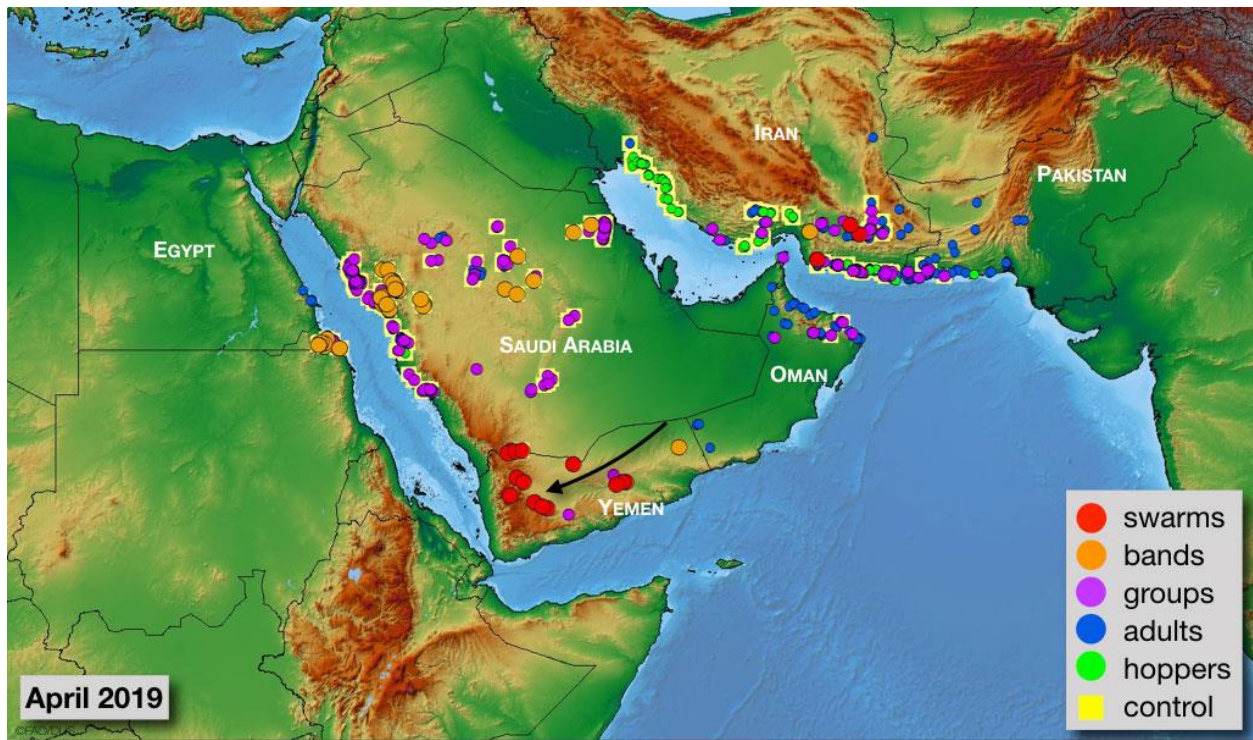 IRAN
PAKISTAN
EGYPT
SAUDI ARABIA
OMAN
YEMEN
swarms
bands
groups
adults
hoppers
control
April 2019